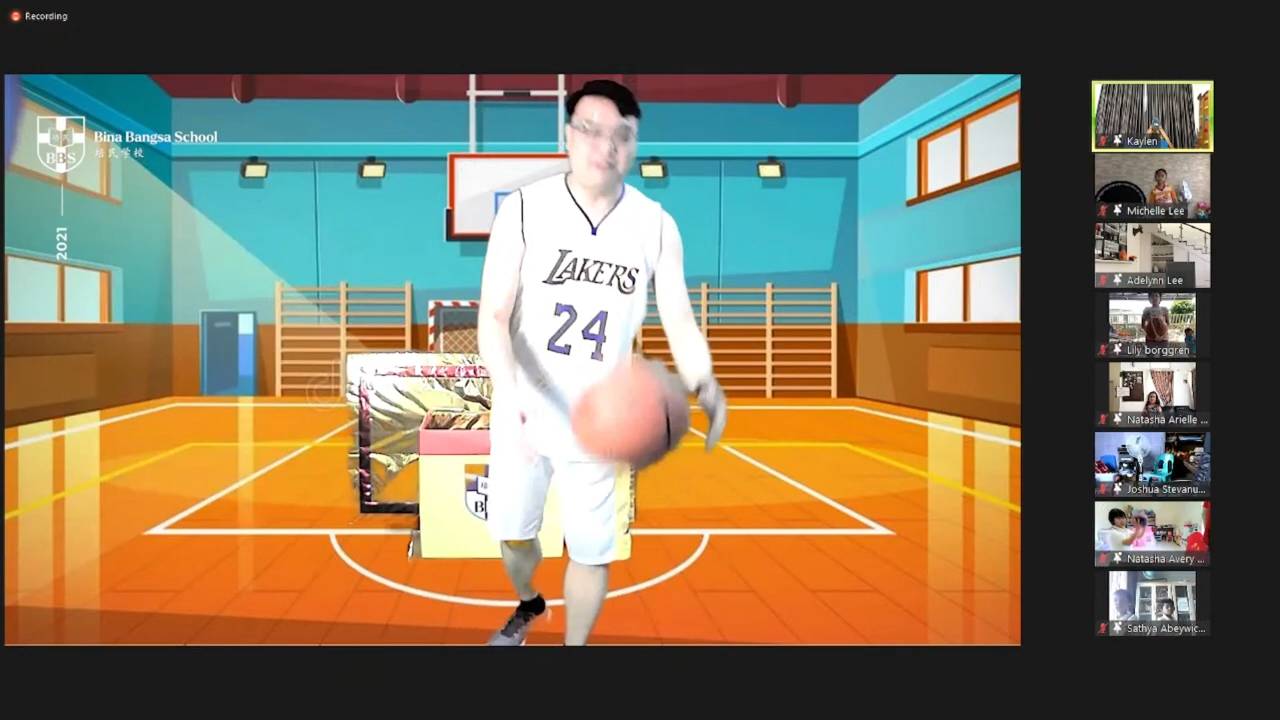 Recording
Bina Bangsa School
培民学校
BBS
2021
LAKERS
24
B
Kaylen
Michelle Lee
Adelynn Lee
Lily borggren
Natasha Arielle ...
Joshua Stevanu...
Natasha Avery ...
Sathya Abeywic...